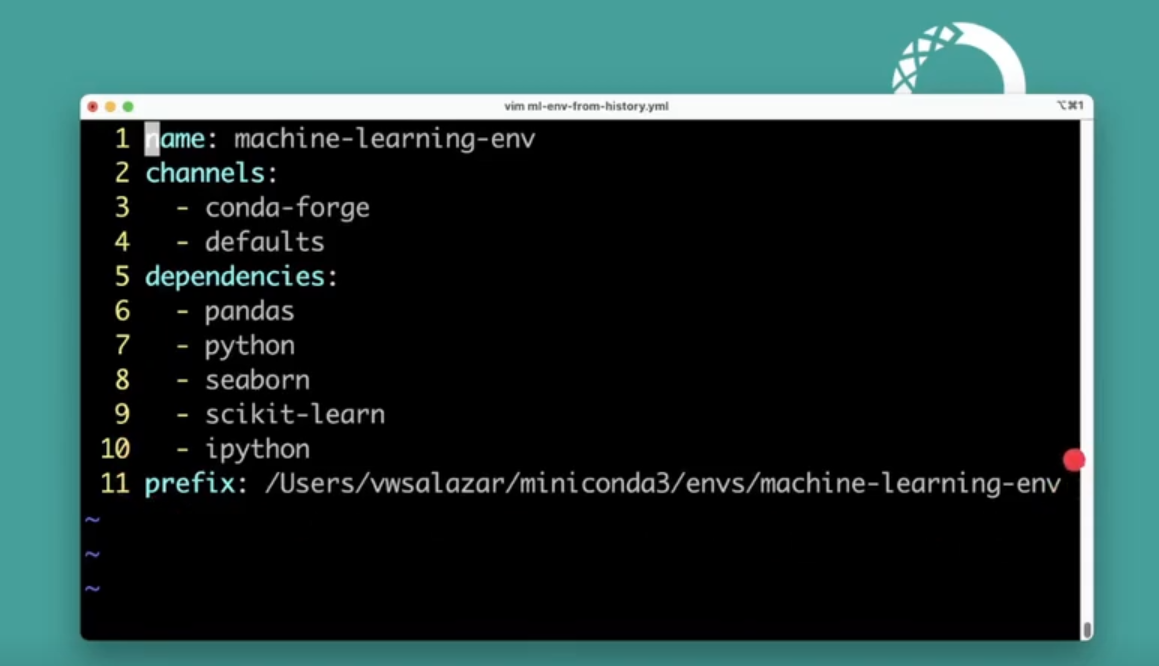 vim ml-env-from-history.yml ⌥⌘1
1 name: machine-learning-env
2 channels:
3   - conda-forge
4   - defaults
5 dependencies:
6   - pandas
7   - python
8   - seaborn
9   - scikit-learn
10   - ipython
11 prefix: /Users/vwsalazar/miniconda3/envs/machine-learning-env
~
~
~